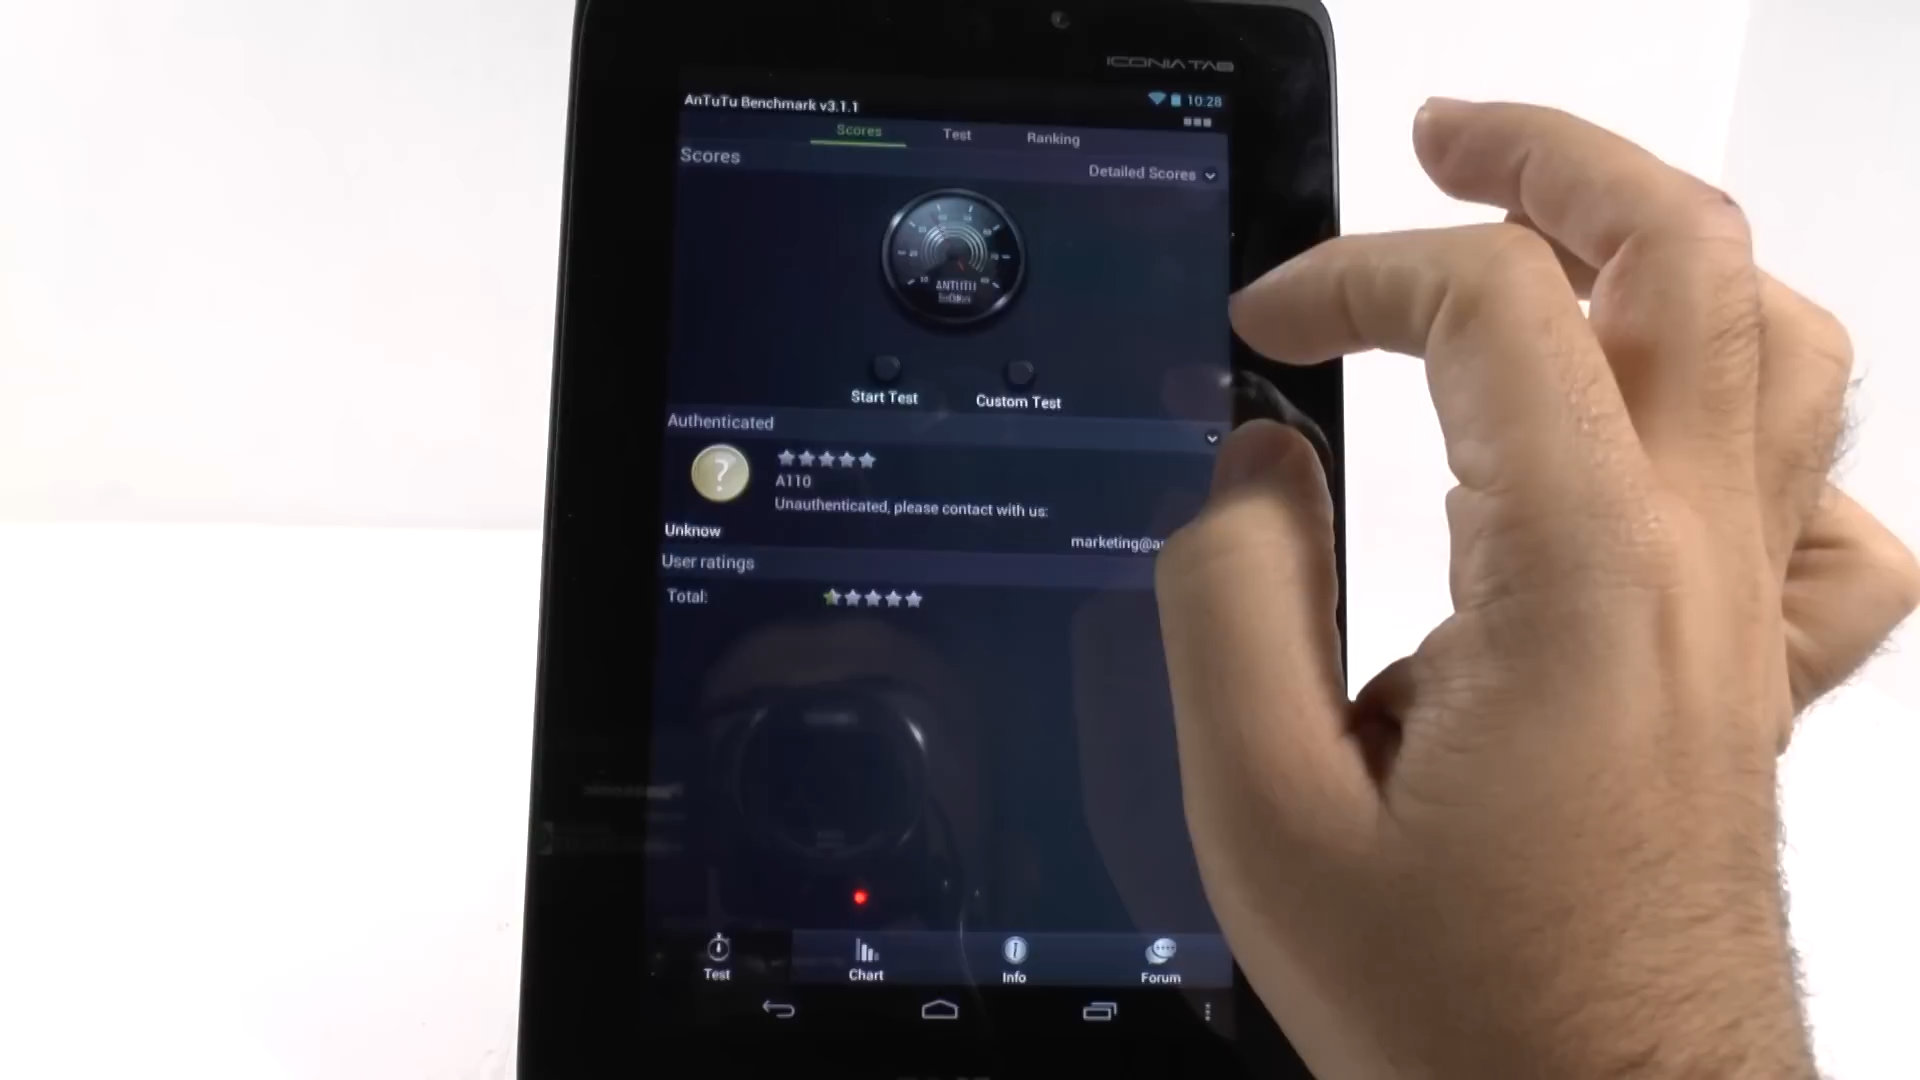 ICONIA TAB
AnTuTu Benchmark v3.1.1
10:28
Scores
Test
Ranking
Scores
Detailed Scores
ANTUTU
Start Test
Custom Test
Authenticated
?
A110
Unauthenticated, please contact with us:
Unknow
marketing@a
User ratings
Total:
Test
Chart
Info
Forum